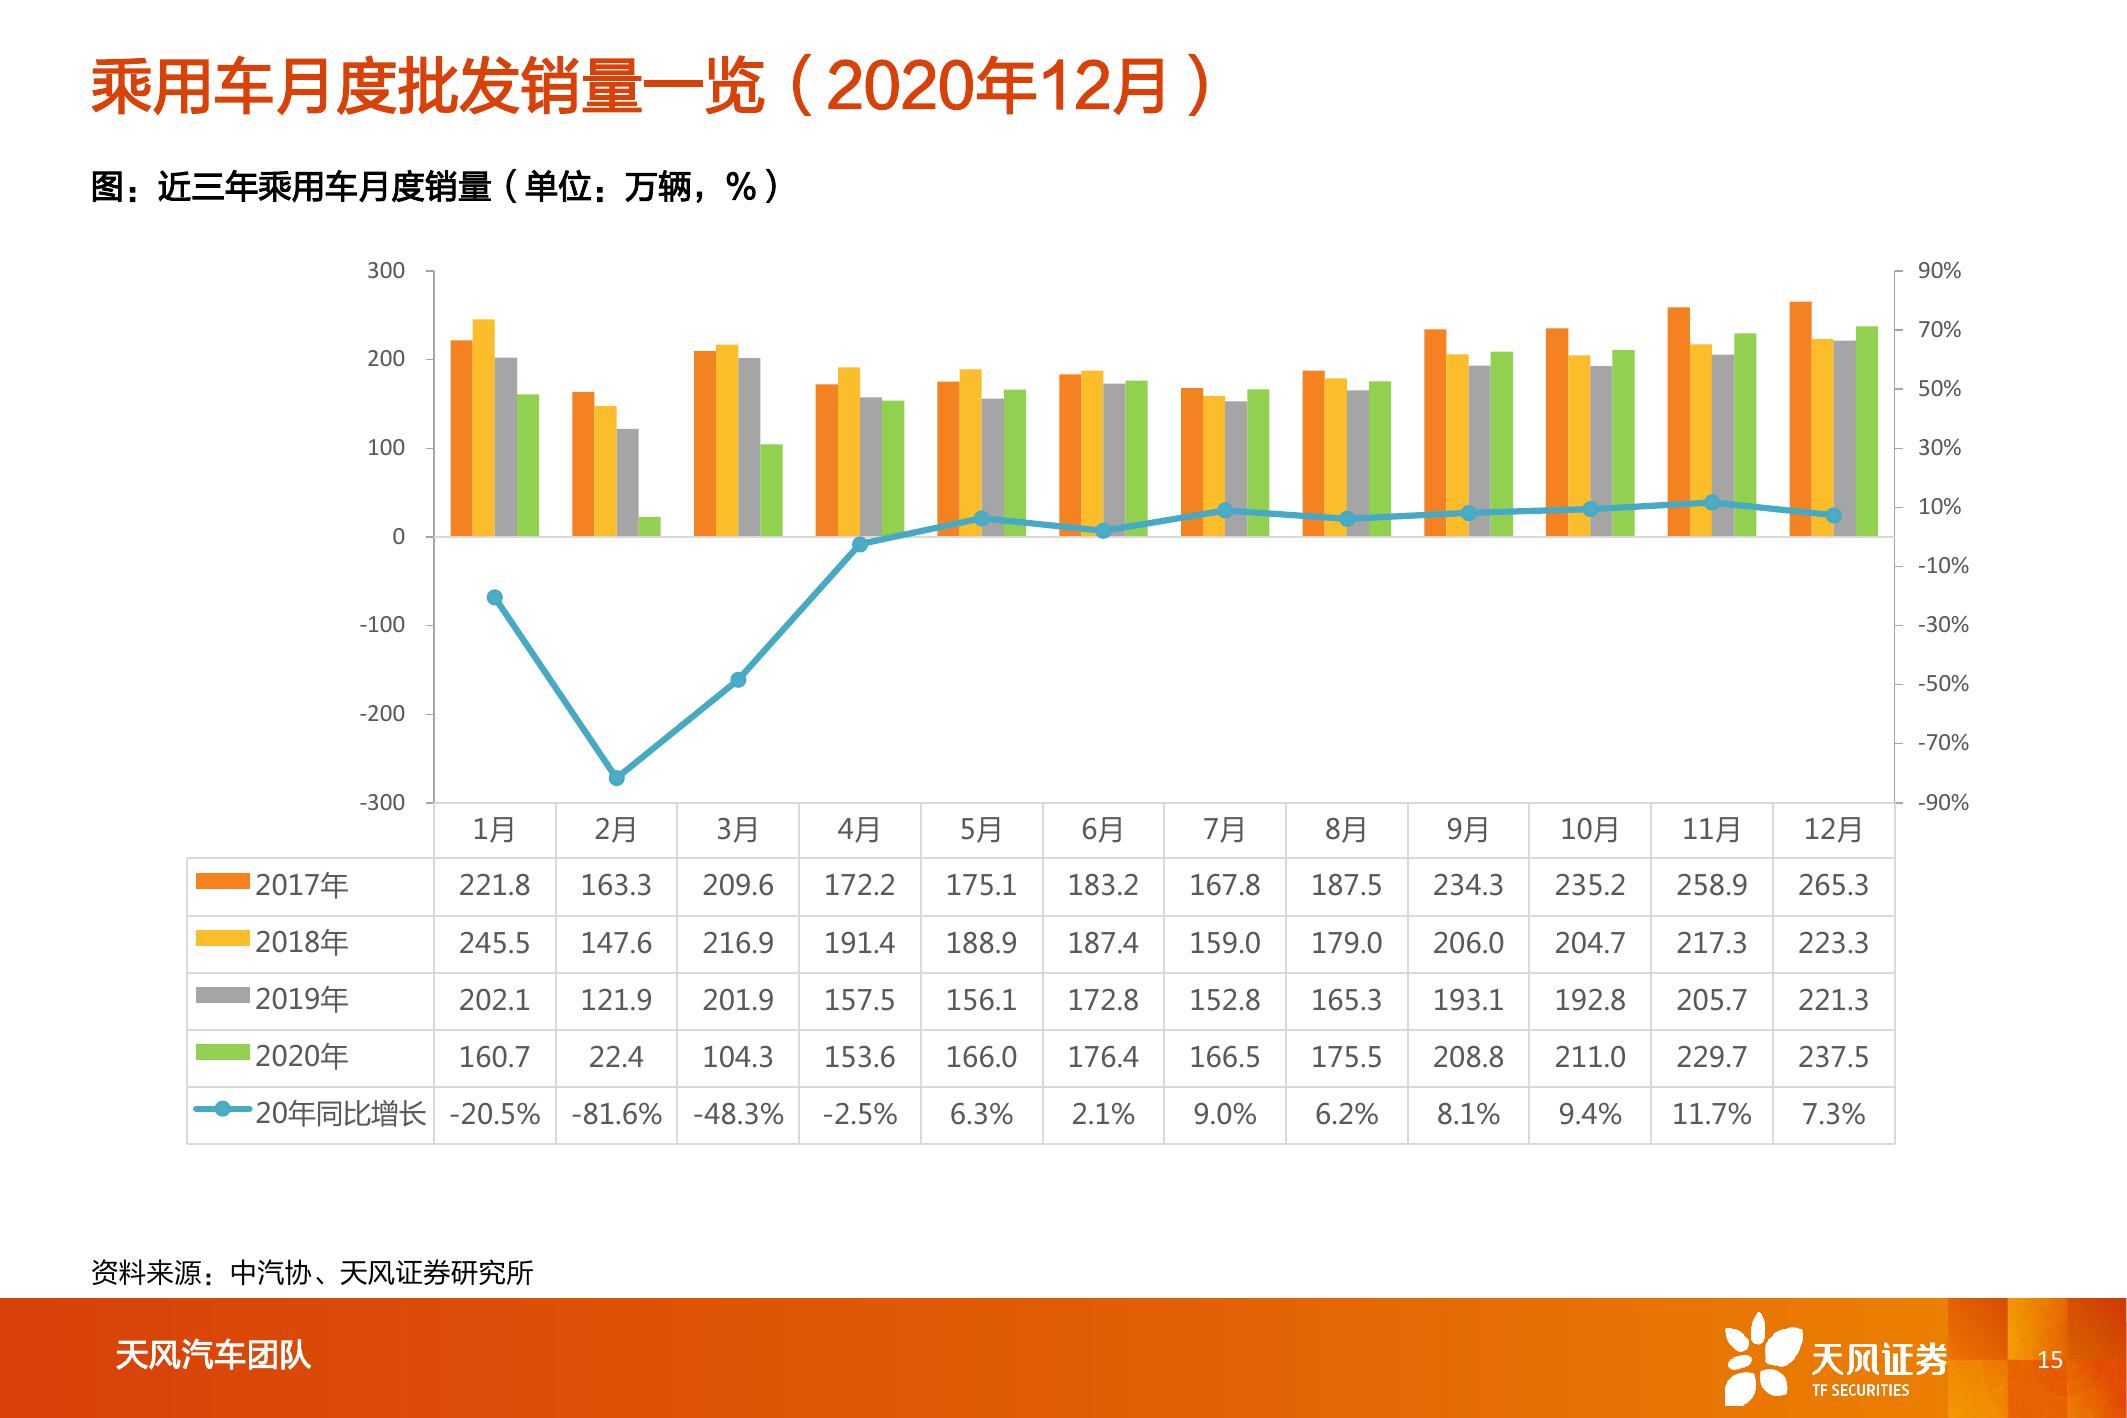 乘用车月度批发销量一览（2020年12月）
图：近三年乘用车月度销量（单位：万辆，%）
300 90%
70%
200
50%
100 30%
10%
0
-10%
-100 -30%
-50%
-200
-70%
-300 -90%
1月 2月 3月 4月 5月 6月 7月 8月 9月 10月 11月 12月
2017年 221.8 163.3 209.6 172.2 175.1 183.2 167.8 187.5 234.3 235.2 258.9 265.3
2018年 245.5 147.6 216.9 191.4 188.9 187.4 159.0 179.0 206.0 204.7 217.3 223.3
2019年 202.1 121.9 201.9 157.5 156.1 172.8 152.8 165.3 193.1 192.8 205.7 221.3
2020年 160.7 22.4 104.3 153.6 166.0 176.4 166.5 175.5 208.8 211.0 229.7 237.5
20年同比增长 -20.5% -81.6% -48.3% -2.5% 6.3% 2.1% 9.0% 6.2% 8.1% 9.4% 11.7% 7.3%
资料来源：中汽协、天风证券研究所
天风汽车团队
天风证券
TF SECURITIES
15